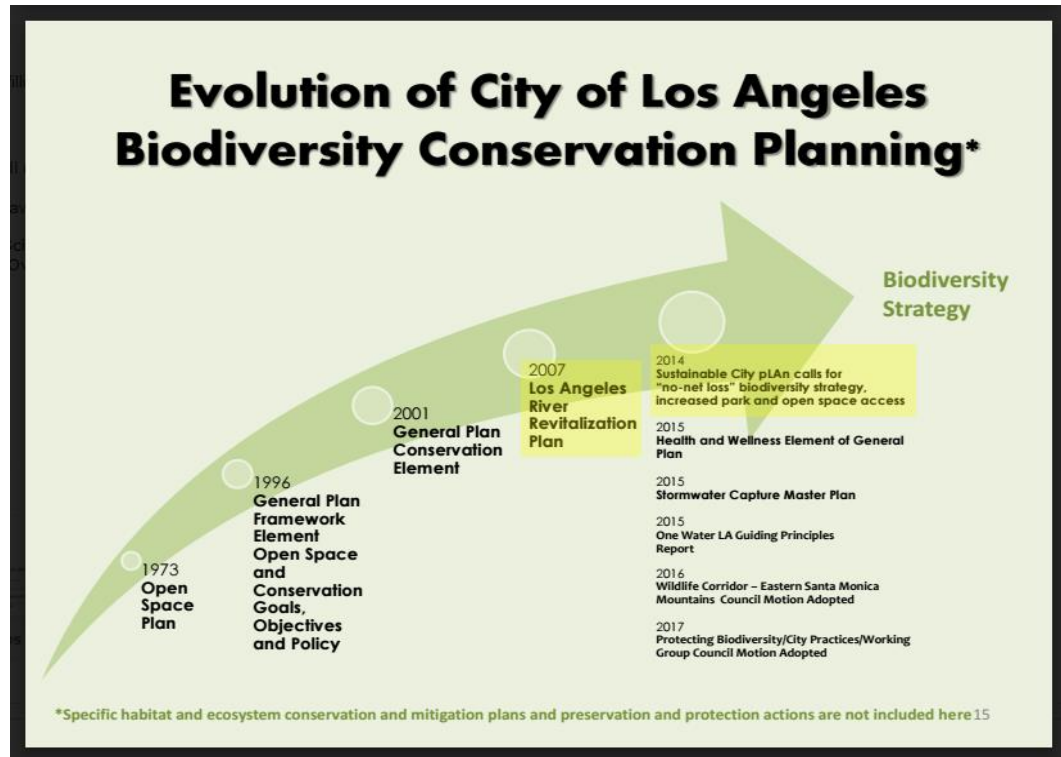 Evolution of City of Los Angeles
Biodiversity Conservation Planning*
Biodiversity
Strategy
1973
Open
Space
Plan
1996
General Plan
Framework
Element
Open Space
and
Conservation
Goals,
Objectives
and Policy
2001
General Plan
Conservation
Element
2007
Los Angeles
River
Revitalization
Plan
2014
Sustainable City pLAn calls for
“no-net loss” biodiversity strategy,
increased park and open space access
2015
Health and Wellness Element of General
Plan
2015
Stormwater Capture Master Plan
2015
One Water LA Guiding Principles
Report
2016
Wildlife Corridor – Eastern Santa Monica
Mountains Council Motion Adopted
2017
Protecting Biodiversity/City Practices/Working
Group Council Motion Adopted
*Specific habitat and ecosystem conservation and mitigation plans and preservation and protection actions are not included here 15